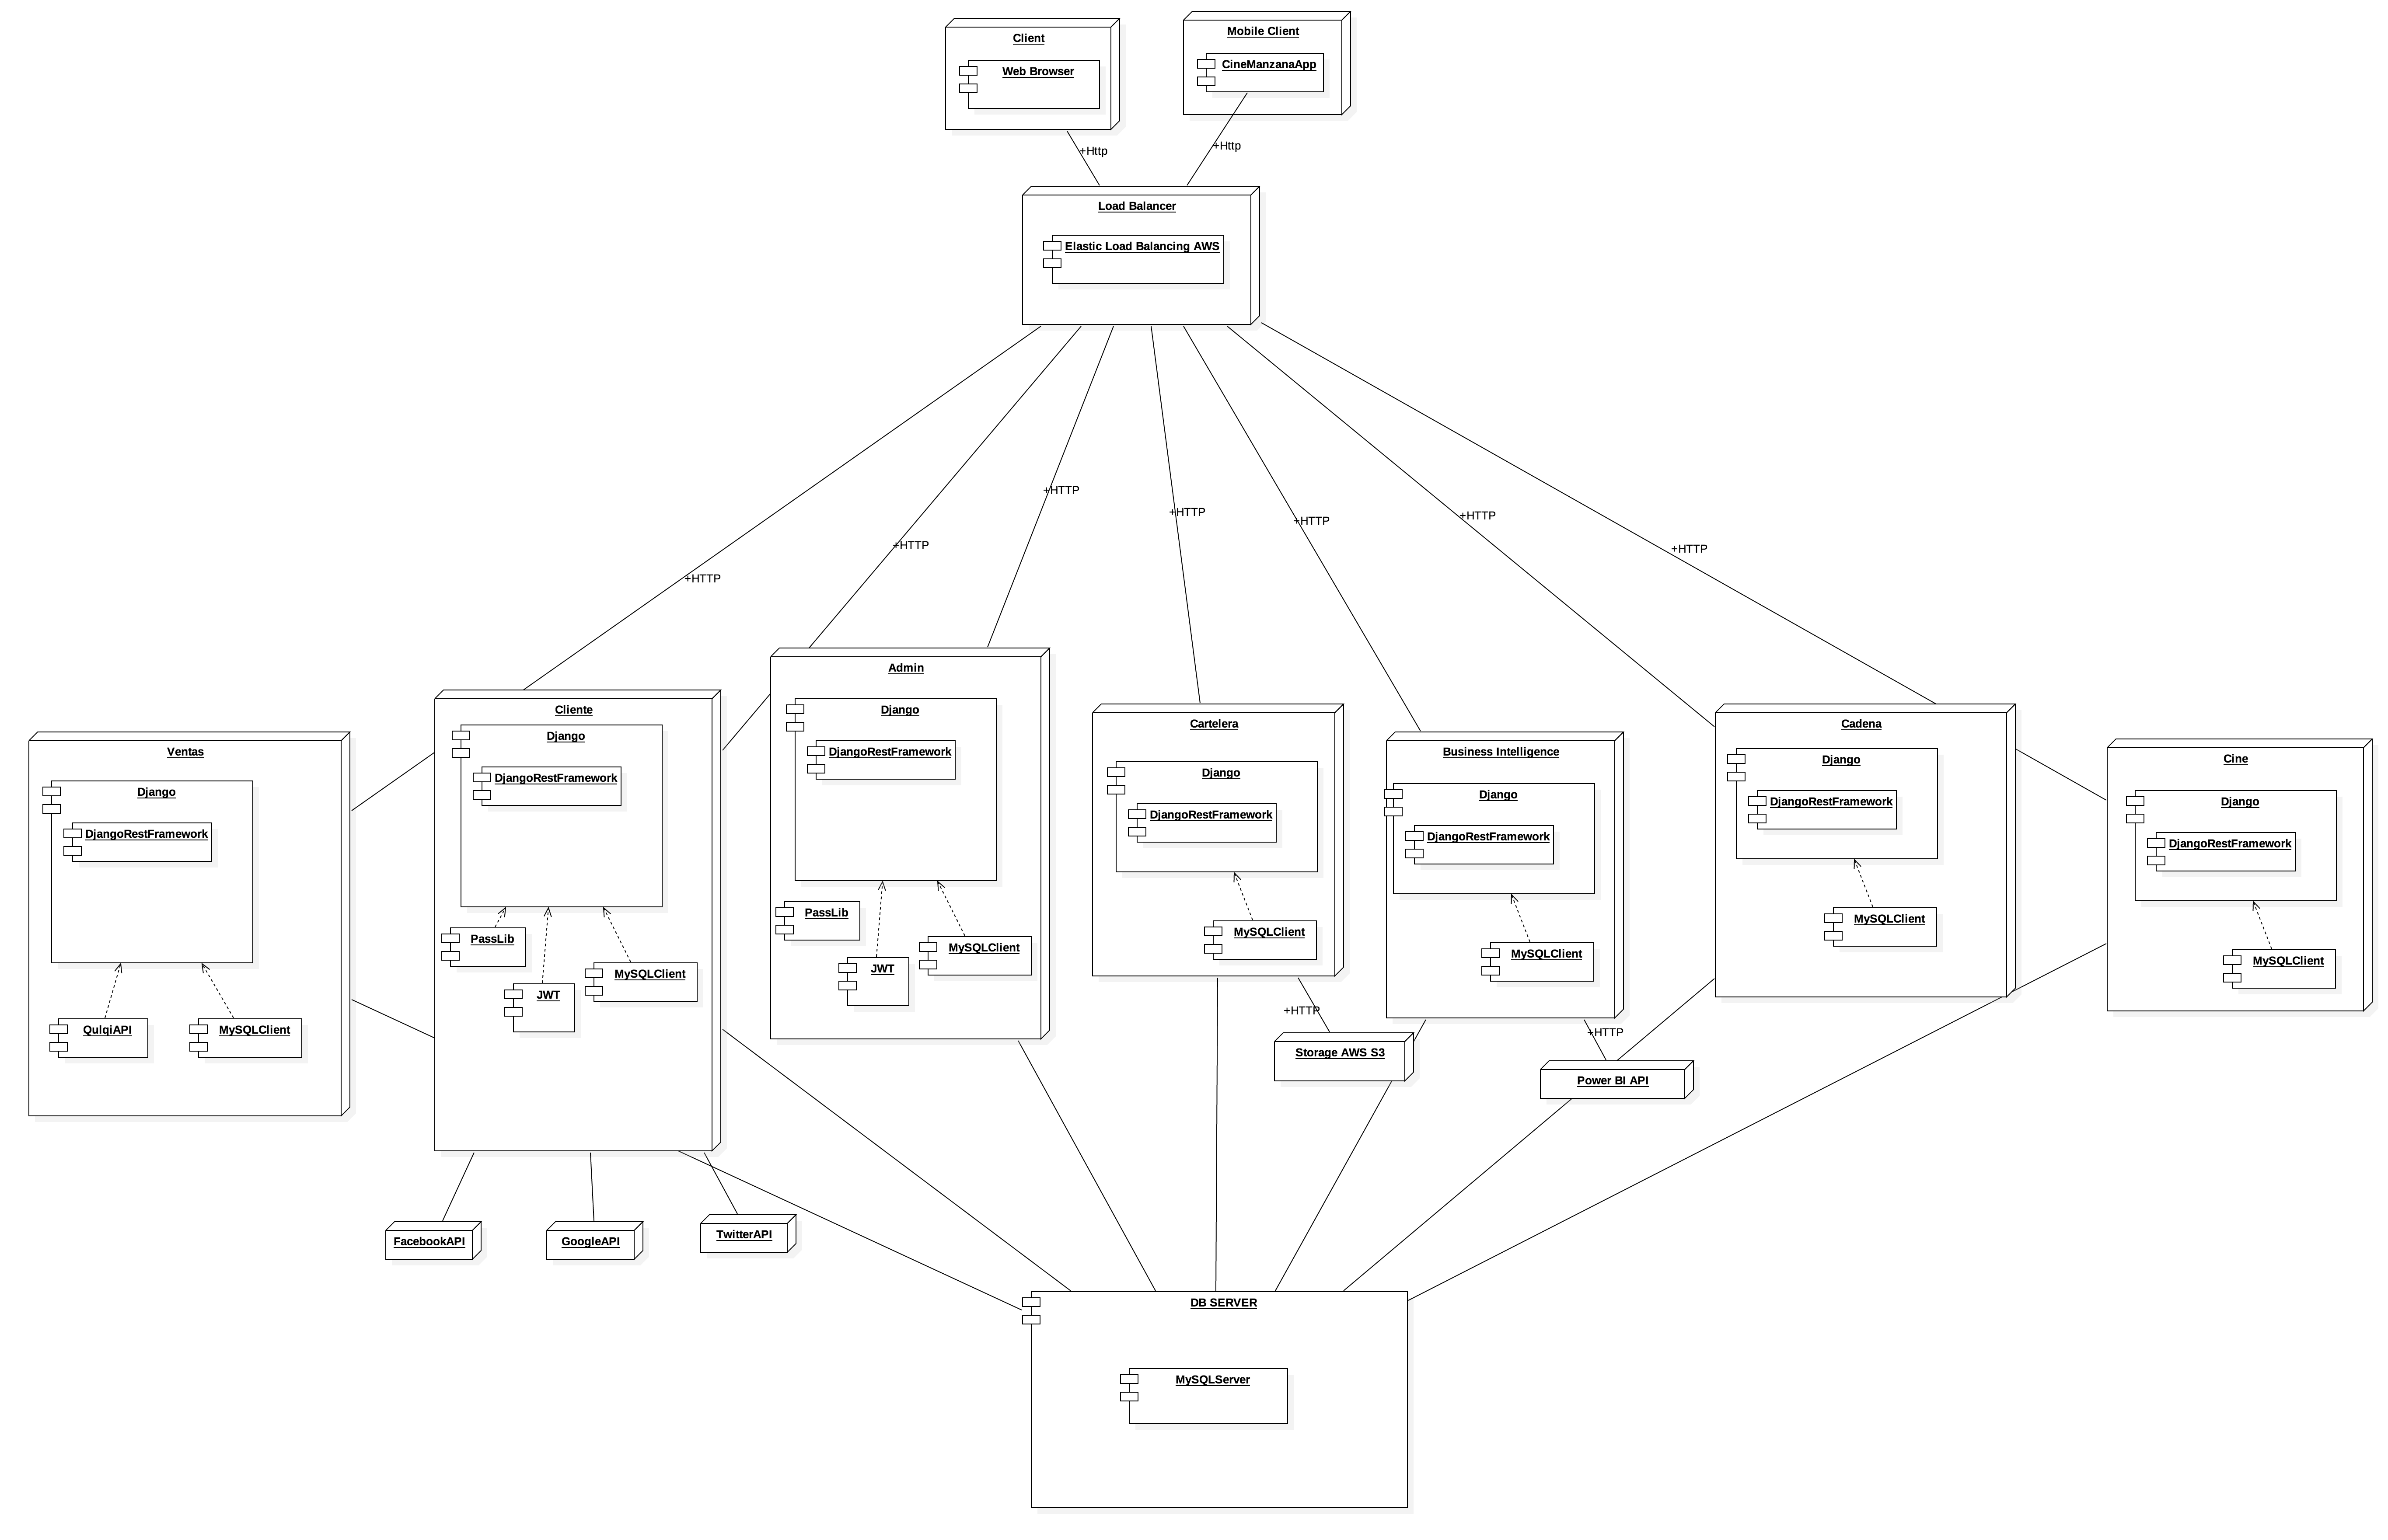 Client
Web Browser
Mobile Client
CineManzanaApp
+Http
+Http
Load Balancer
Elastic Load Balancing AWS
+HTTP
+HTTP
+HTTP
+HTTP
+HTTP
+HTTP
+HTTP
Ventas
Django
DjangoRestFramework
QulqiAPI
MySQLClient
Cliente
Django
DjangoRestFramework
PassLib
JWT
MySQLClient
Admin
Django
DjangoRestFramework
PassLib
JWT
MySQLClient
Cartelera
Django
DjangoRestFramework
MySQLClient
Business Intelligence
Django
DjangoRestFramework
MySQLClient
Cadena
Django
DjangoRestFramework
MySQLClient
Cine
Django
DjangoRestFramework
MySQLClient
+HTTP
Storage AWS S3
+HTTP
Power BI API
FacebookAPI
GoogleAPI
TwitterAPI
DB SERVER
MySQLServer